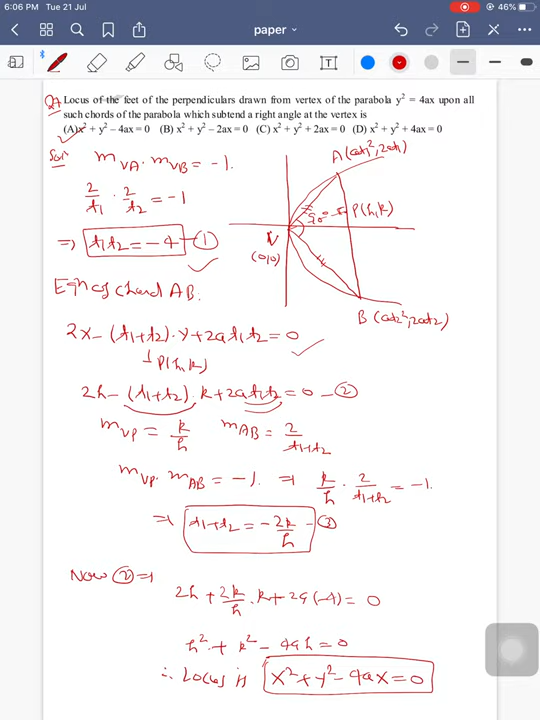 6:06 PM Tue 21 Jul
46%
paper
Q7 Locus of the feet of the perpendiculars drawn from vertex of the parabola y² = 4ax upon all
such chords of the parabola which subtend a right angle at the vertex is
(A) x² + y² – 4ax = 0 (B) x² + y² – 2ax = 0 (C) x² + y² + 2ax = 0 (D) x² + y² + 4ax = 0
Sol
m_VA · m_VB = -1.
A(at₁², 2at₁)
2/t₁ · 2/t₂ = -1
90°
P(h,k)
⇒ t₁t₂ = -4 - ①
V
(0,0)
Eqn of chord AB.
B(at₂², 2at₂)
2x - (t₁+t₂)·y + 2at₁t₂ = 0
↓ P(h,k)
2h - (t₁+t₂)·k + 2at₁t₂ = 0 - ②
m_VP = k/h m_AB = 2/t₁+t₂
m_VP · m_AB = -1. ⇒ k/h · 2/t₁+t₂ = -1.
⇒ t₁+t₂ = -2k/h - ③
Now ② ⇒
2h + 2k/h · k + 2a(-4) = 0
h² + k² - 4ah = 0
∴ Locus is x² + y² - 4ax = 0